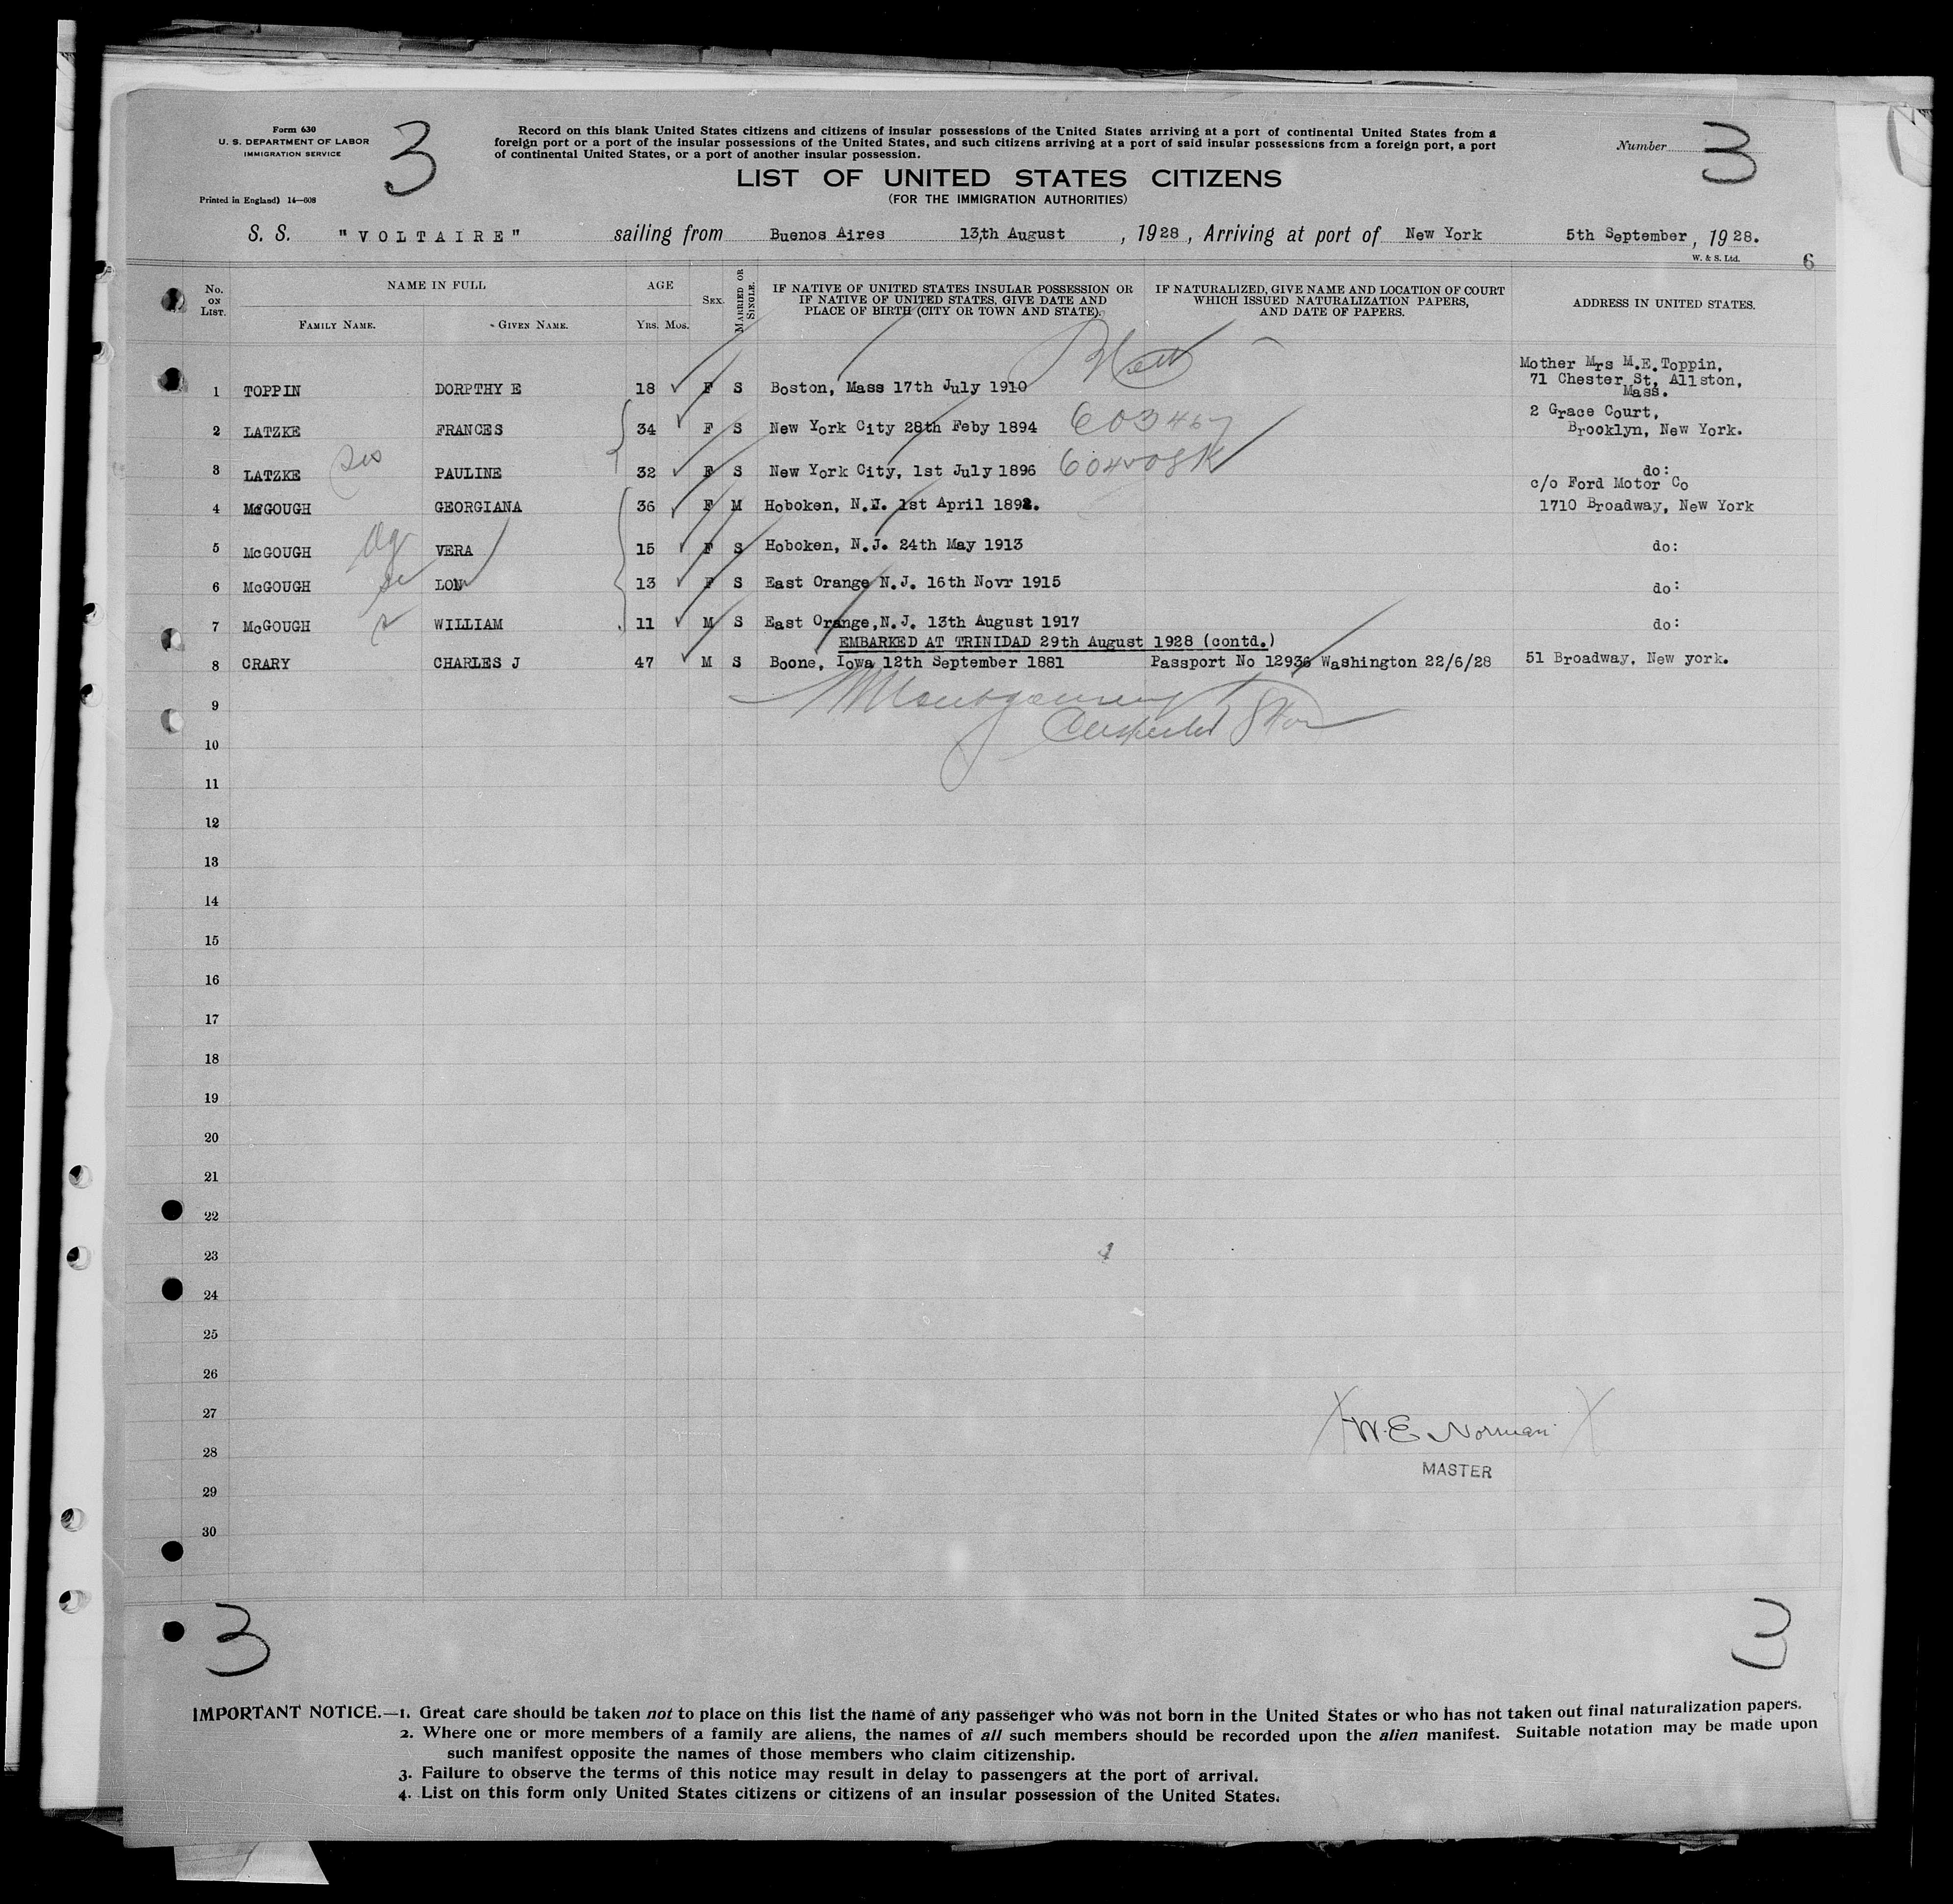 Form 630
U. S. DEPARTMENT OF LABOR
IMMIGRATION SERVICE
Printed in England) 14—608
3
Record on this blank United States citizens and citizens of insular possessions of the United States arriving at a port of continental United States from a
foreign port or a port of the insular possessions of the United States, and such citizens arriving at a port of said insular possessions from a foreign port, a port
of continental United States, or a port of another insular possession.
Number 3
LIST OF UNITED STATES CITIZENS
(FOR THE IMMIGRATION AUTHORITIES)
S. S. "VOLTAIRE" sailing from Buenos Aires 13,th August , 1928, Arriving at port of New York 5th September, 1928.
W. & S. Ltd.
6
No. ON LIST. NAME IN FULL AGE SEX. MARRIED OR SINGLE. IF NATIVE OF UNITED STATES INSULAR POSSESSION OR IF NATIVE OF UNITED STATES, GIVE DATE AND PLACE OF BIRTH (CITY OR TOWN AND STATE). IF NATURALIZED, GIVE NAME AND LOCATION OF COURT WHICH ISSUED NATURALIZATION PAPERS, AND DATE OF PAPERS. ADDRESS IN UNITED STATES.
FAMILY NAME. GIVEN NAME. YRS. MOS.
1 TOPPIN DORPTHY E 18 F S Boston, Mass 17th July 1910 Mother Mrs M.E.Toppin,
71 Chester St, Allston,
Mass.
2 LATZKE FRANCES 34 F S New York City 28th Feby 1894 603467 2 Grace Court,
Brooklyn, New York.
3 LATZKE PAULINE 32 F S New York City, 1st July 1896 do:
4 McGOUGH GEORGIANA 36 F M Hoboken, N.J. 1st April 1892. c/o Ford Motor Co
1710 Broadway, New York
5 McGOUGH VERA 15 F S Hoboken, N.J. 24th May 1913 do:
6 McGOUGH LON 13 F S East Orange N.J. 16th Novr 1915 do:
7 McGOUGH WILLIAM 11 M S East Orange,N.J. 13th August 1917 do:
EMBARKED AT TRINIDAD 29th August 1928 (contd.)
8 CRARY CHARLES J 47 M S Boone, Iowa 12th September 1881 Passport No 12936 Washington 22/6/28 51 Broadway, New york.
9
Montgomery
10
11
12
13
14
15
16
17
18
19
20
21
22
23
24
25
26
27
W. E. Norman
28
MASTER
29
30
3
3
IMPORTANT NOTICE.—1. Great care should be taken not to place on this list the name of any passenger who was not born in the United States or who has not taken out final naturalization papers.
2. Where one or more members of a family are aliens, the names of all such members should be recorded upon the alien manifest. Suitable notation may be made upon
such manifest opposite the names of those members who claim citizenship.
3. Failure to observe the terms of this notice may result in delay to passengers at the port of arrival.
4. List on this form only United States citizens or citizens of an insular possession of the United States.